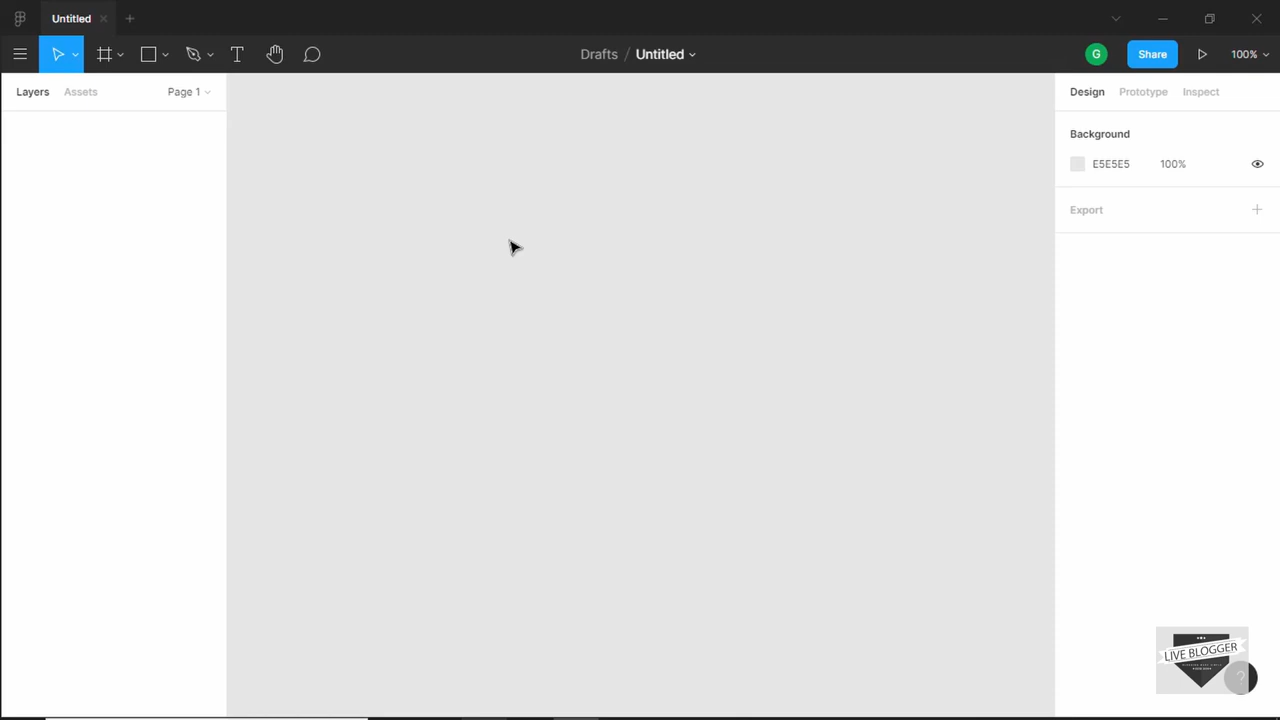 Untitled
Drafts / Untitled
G
Share
100%
Layers
Assets
Page 1
Design
Prototype
Inspect
Background
E5E5E5
100%
Export
LIVE BLOGGER
?